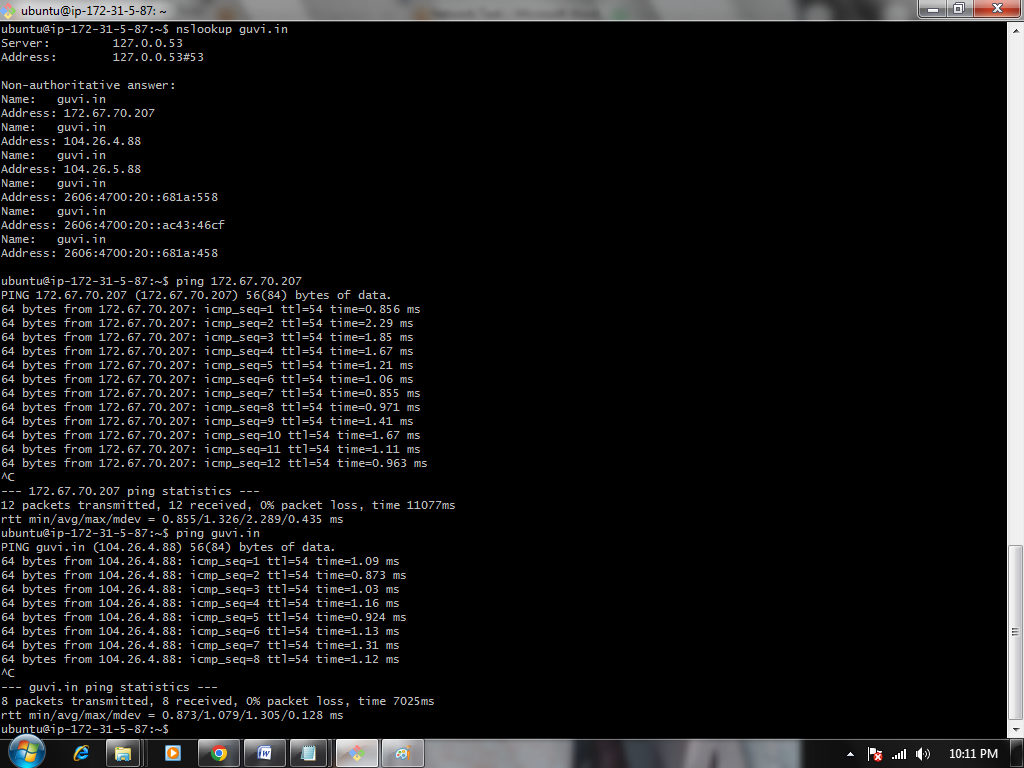 ubuntu@ip-172-31-5-87: ~
ubuntu@ip-172-31-5-87:~$ nslookup guvi.in
Server:         127.0.0.53
Address:        127.0.0.53#53
Non-authoritative answer:
Name:   guvi.in
Address: 172.67.70.207
Name:   guvi.in
Address: 104.26.4.88
Name:   guvi.in
Address: 104.26.5.88
Name:   guvi.in
Address: 2606:4700:20::681a:558
Name:   guvi.in
Address: 2606:4700:20::ac43:46cf
Name:   guvi.in
Address: 2606:4700:20::681a:458
ubuntu@ip-172-31-5-87:~$ ping 172.67.70.207
PING 172.67.70.207 (172.67.70.207) 56(84) bytes of data.
64 bytes from 172.67.70.207: icmp_seq=1 ttl=54 time=0.856 ms
64 bytes from 172.67.70.207: icmp_seq=2 ttl=54 time=2.29 ms
64 bytes from 172.67.70.207: icmp_seq=3 ttl=54 time=1.85 ms
64 bytes from 172.67.70.207: icmp_seq=4 ttl=54 time=1.67 ms
64 bytes from 172.67.70.207: icmp_seq=5 ttl=54 time=1.21 ms
64 bytes from 172.67.70.207: icmp_seq=6 ttl=54 time=1.06 ms
64 bytes from 172.67.70.207: icmp_seq=7 ttl=54 time=0.855 ms
64 bytes from 172.67.70.207: icmp_seq=8 ttl=54 time=0.971 ms
64 bytes from 172.67.70.207: icmp_seq=9 ttl=54 time=1.41 ms
64 bytes from 172.67.70.207: icmp_seq=10 ttl=54 time=1.67 ms
64 bytes from 172.67.70.207: icmp_seq=11 ttl=54 time=1.11 ms
64 bytes from 172.67.70.207: icmp_seq=12 ttl=54 time=0.963 ms
^C
--- 172.67.70.207 ping statistics ---
12 packets transmitted, 12 received, 0% packet loss, time 11077ms
rtt min/avg/max/mdev = 0.855/1.326/2.289/0.435 ms
ubuntu@ip-172-31-5-87:~$ ping guvi.in
PING guvi.in (104.26.4.88) 56(84) bytes of data.
64 bytes from 104.26.4.88: icmp_seq=1 ttl=54 time=1.09 ms
64 bytes from 104.26.4.88: icmp_seq=2 ttl=54 time=0.873 ms
64 bytes from 104.26.4.88: icmp_seq=3 ttl=54 time=1.03 ms
64 bytes from 104.26.4.88: icmp_seq=4 ttl=54 time=1.16 ms
64 bytes from 104.26.4.88: icmp_seq=5 ttl=54 time=0.924 ms
64 bytes from 104.26.4.88: icmp_seq=6 ttl=54 time=1.13 ms
64 bytes from 104.26.4.88: icmp_seq=7 ttl=54 time=1.31 ms
64 bytes from 104.26.4.88: icmp_seq=8 ttl=54 time=1.12 ms
^C
--- guvi.in ping statistics ---
8 packets transmitted, 8 received, 0% packet loss, time 7025ms
rtt min/avg/max/mdev = 0.873/1.079/1.305/0.128 ms
ubuntu@ip-172-31-5-87:~$
10:11 PM